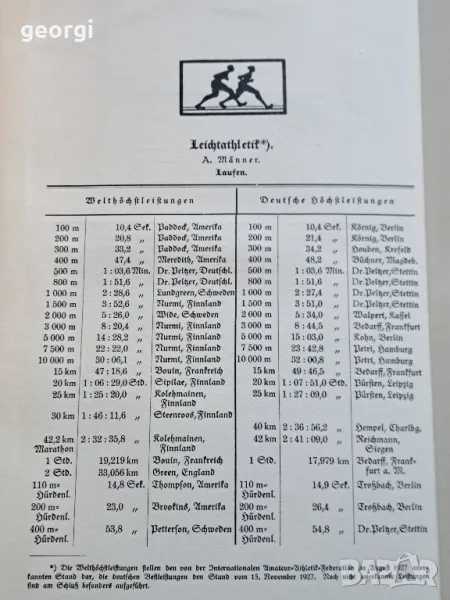 georgi
Leichtathletik*).
A. Männer.
Laufen.
Welthöchstleistungen Deutsche Höchstleistungen
100 m 10,4 Sek. Paddock, Amerika 100 m 10,4 Sek. Körnig, Berlin
200 m 20,8 „ Paddock, Amerika 200 m 21,4 „ Körnig, Berlin
300 m 33,2 „ Paddock, Amerika 300 m 34,2 „ Houben, Krefeld
400 m 47,4 „ Meredith, Amerika 400 m 48,2 „ Büchner, Magdeb.
500 m 1 : 03,6 Min. Dr. Peltzer, Deutschl. 500 m 1 : 03,6 Min. Dr. Peltzer, Stettin
800 m 1 : 51,6 „ Dr. Peltzer, Deutschl. 800 m 1 : 51,6 „ Dr. Peltzer, Stettin
1 000 m 2 : 28,6 „ Lundgreen, Schweden 1 000 m 2 : 27,4 „ Dr. Peltzer, Stettin
1 500 m 3 : 52,6 „ Nurmi, Finnland 1 500 m 3 : 51,0 „ Dr. Peltzer, Stettin
2 000 m 5 : 26,0 „ Wide, Schweden 2 000 m 5 : 34,0 „ Walpert, Kassel
3 000 m 8 : 20,4 „ Nurmi, Finnland 3 000 m 8 : 44,5 „ Bedarff, Frankfurt
5 000 m 14 : 28,2 „ Nurmi, Finnland 5 000 m 15 : 07,6 „ Kohn, Berlin
7 500 m 22 : 22,0 „ Nurmi, Finnland 7 500 m 23 : 42,8 „ Petri, Hamburg
10 000 m 30 : 06,1 „ Nurmi, Finnland 10 000 m 32 : 00,8 „ Petri, Hamburg
15 km 47 : 18,6 „ Bouin, Frankreich 15 km 49 : 46,5 „ Bedarff, Frankfurt
20 km 1 : 06 : 29,0 Std. Sipilae, Finnland 20 km 1 : 07 : 51,0 Std. Pürsten, Leipzig
25 km 1 : 25 : 20,0 „ Kolehmainen, 25 km 1 : 27 : 09,0 „ Pürsten, Leipzig
Finnland
30 km 1 : 46 : 11,6 „ Steenroos, Finnland
40 km 2 : 36 : 56,2 „ Hempel, Charlbg.
42,2 km 2 : 32 : 35,8 „ Kolehmainen, 42 km 2 : 41 : 09,0 „ Reichmann,
Marathon Finnland Siegen
1 Std. 19,219 km Bouin, Frankreich 1 Std. 17,979 km Bedarff, Frank-
2 Std. 33,056 km Green, England furt a. M.
110 m= 14,8 Sek. Thompson, Amerika 110 m= 14,9 Sek. Troßbach, Berlin
Hürdenl. Hürdenl.
200 m= 23,0 „ Brookins, Amerika 200 m= 26,4 „ Troßbach, Berlin
Hürdenl. Hürdenl.
400 m= 53,8 „ Petterson, Schweden 400 m= 54,8 „ Dr. Peltzer, Stettin
Hürdenl. Hürdenl.
*) Die Welthöchstleistungen stellen den von der Internationalen Amateur-Athletik-Federation im August 1927 aner-
kannten Stand dar, die deutschen Bestleistungen den Stand vom 15. November 1927. Noch nicht anerkannte Leistungen
sind am Schluß besonders aufgeführt.
bazar